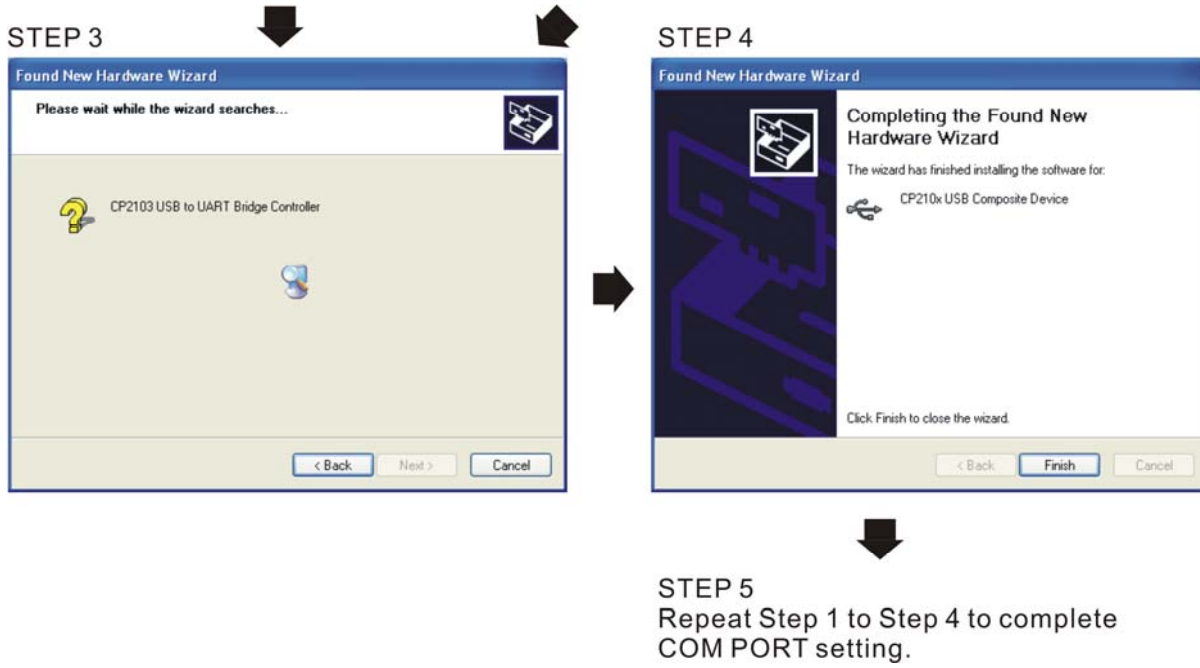 STEP 3
Found New Hardware Wizard
Please wait while the wizard searches...
CP2103 USB to UART Bridge Controller
< Back
Next >
Cancel
STEP 4
Found New Hardware Wizard
Completing the Found New
Hardware Wizard
The wizard has finished installing the software for:
CP210x USB Composite Device
Click Finish to close the wizard.
< Back
Finish
Cancel
STEP 5
Repeat Step 1 to Step 4 to complete
COM PORT setting.